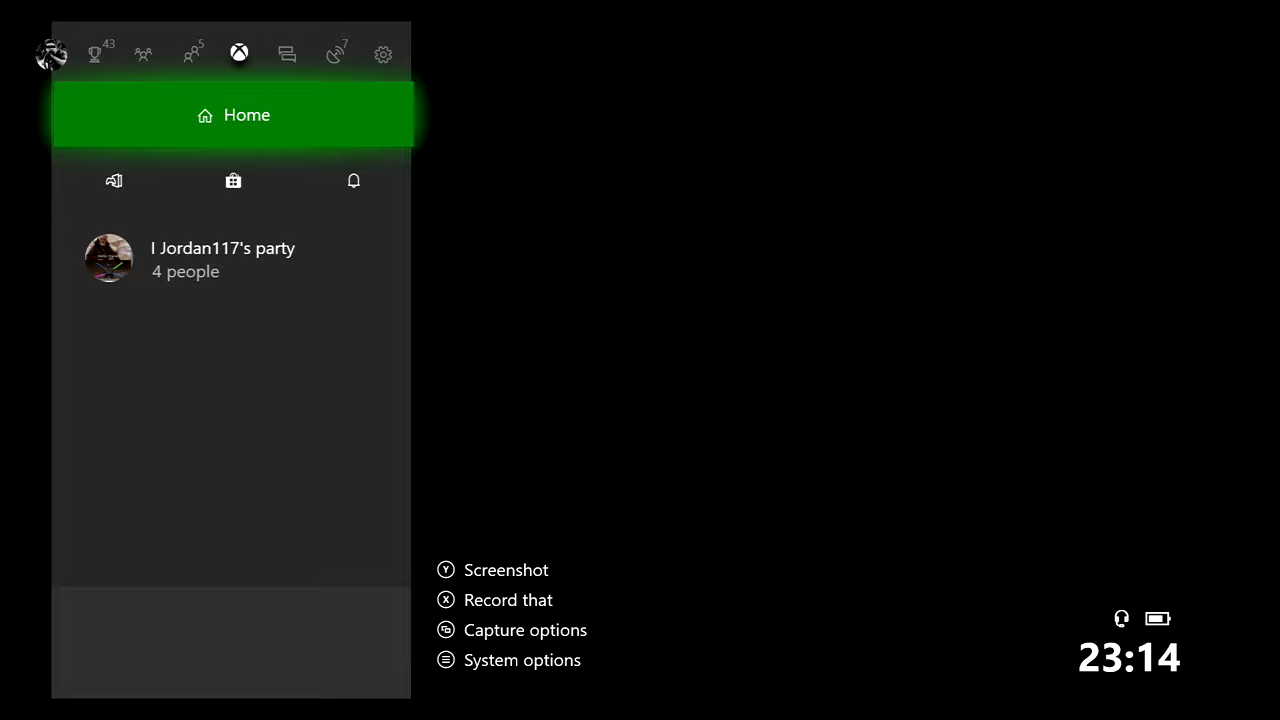 43
5
7
Home
I Jordan117's party
4 people
Y Screenshot
X Record that
Capture options
System options
23:14